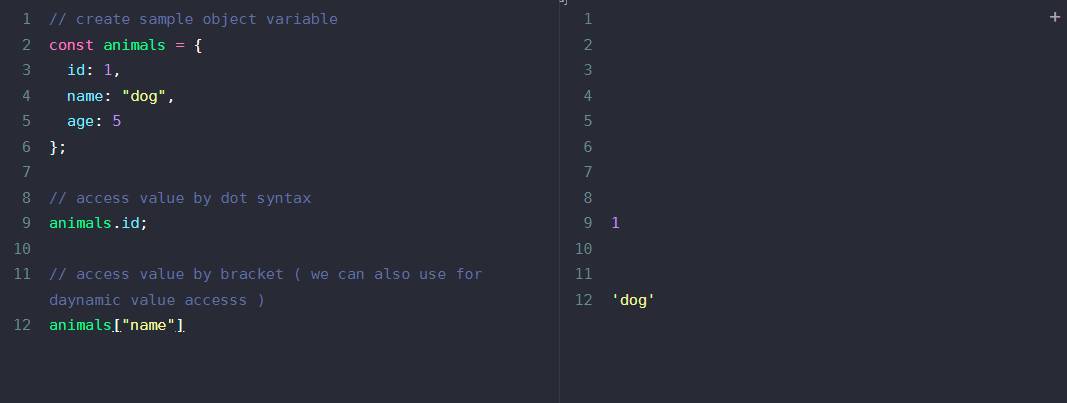 1 // create sample object variable
2 const animals = {
3   id: 1,
4   name: "dog",
5   age: 5
6 };
7
8 // access value by dot syntax
9 animals.id;
10
11 // access value by bracket ( we can also use for
daynamic value accesss )
12 animals["name"]
1 +
2
3
4
5
6
7
8
9 1
10
11
12 'dog'